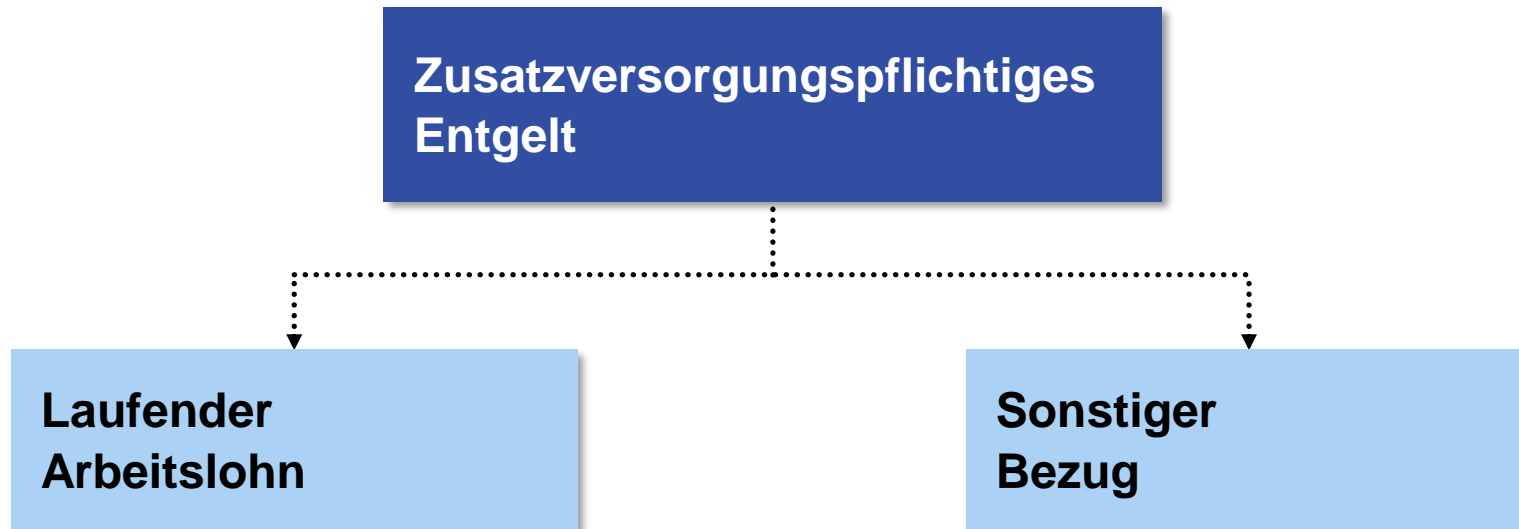 Zusatzversorgungspflichtiges
Entgelt
Laufender
Arbeitslohn
Sonstiger
Bezug